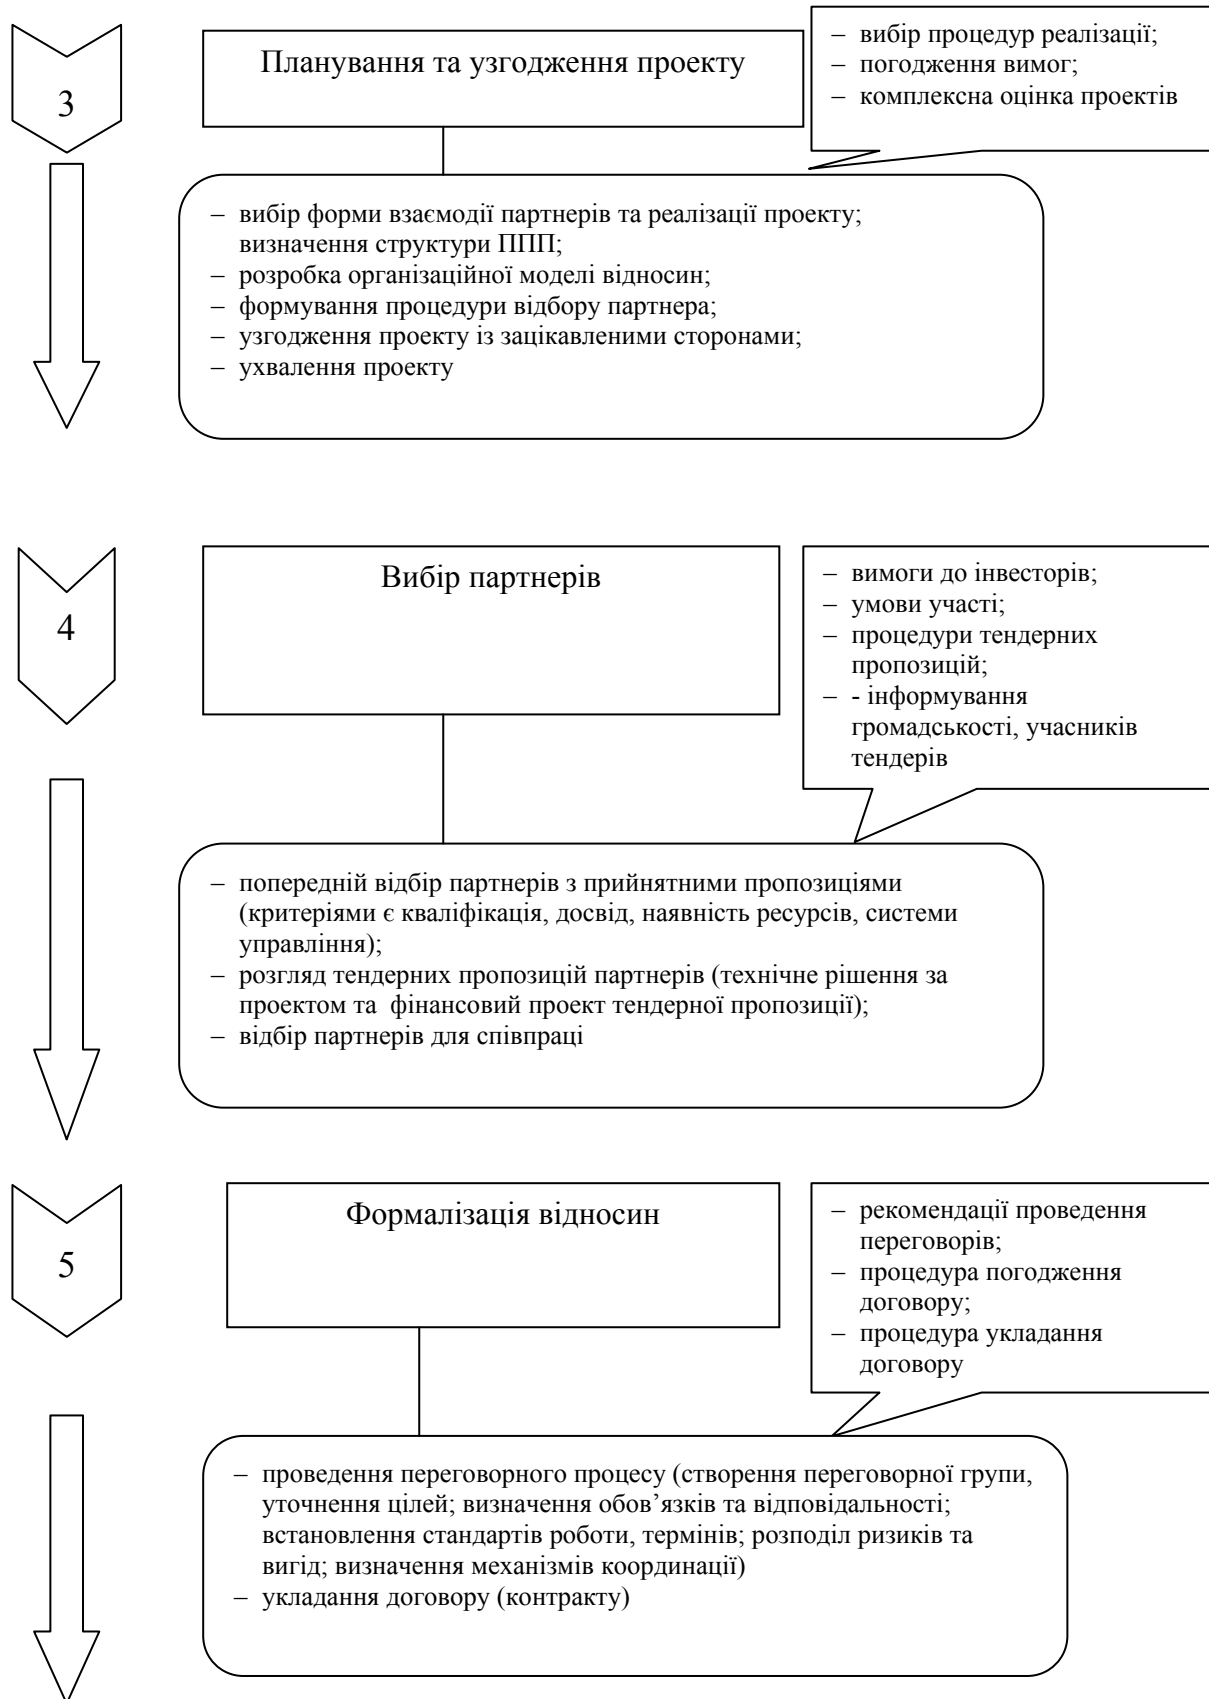 3
Планування та узгодження проекту
– вибір процедур реалізації;
– погодження вимог;
– комплексна оцінка проектів
– вибір форми взаємодії партнерів та реалізації проекту;
визначення структури ППП;
– розробка організаційної моделі відносин;
– формування процедури відбору партнера;
– узгодження проекту із зацікавленими сторонами;
– ухвалення проекту
4
Вибір партнерів
– вимоги до інвесторів;
– умови участі;
– процедури тендерних
пропозицій;
– - інформування
громадськості, учасників
тендерів
– попередній відбір партнерів з прийнятними пропозиціями
(критеріями є кваліфікація, досвід, наявність ресурсів, системи
управління);
– розгляд тендерних пропозицій партнерів (технічне рішення за
проектом та фінансовий проект тендерної пропозиції);
– відбір партнерів для співпраці
5
Формалізація відносин
– рекомендації проведення
переговорів;
– процедура погодження
договору;
– процедура укладання
договору
– проведення переговорного процесу (створення переговорної групи,
уточнення цілей; визначення обов’язків та відповідальності;
встановлення стандартів роботи, термінів; розподіл ризиків та
вигід; визначення механізмів координації)
– укладання договору (контракту)